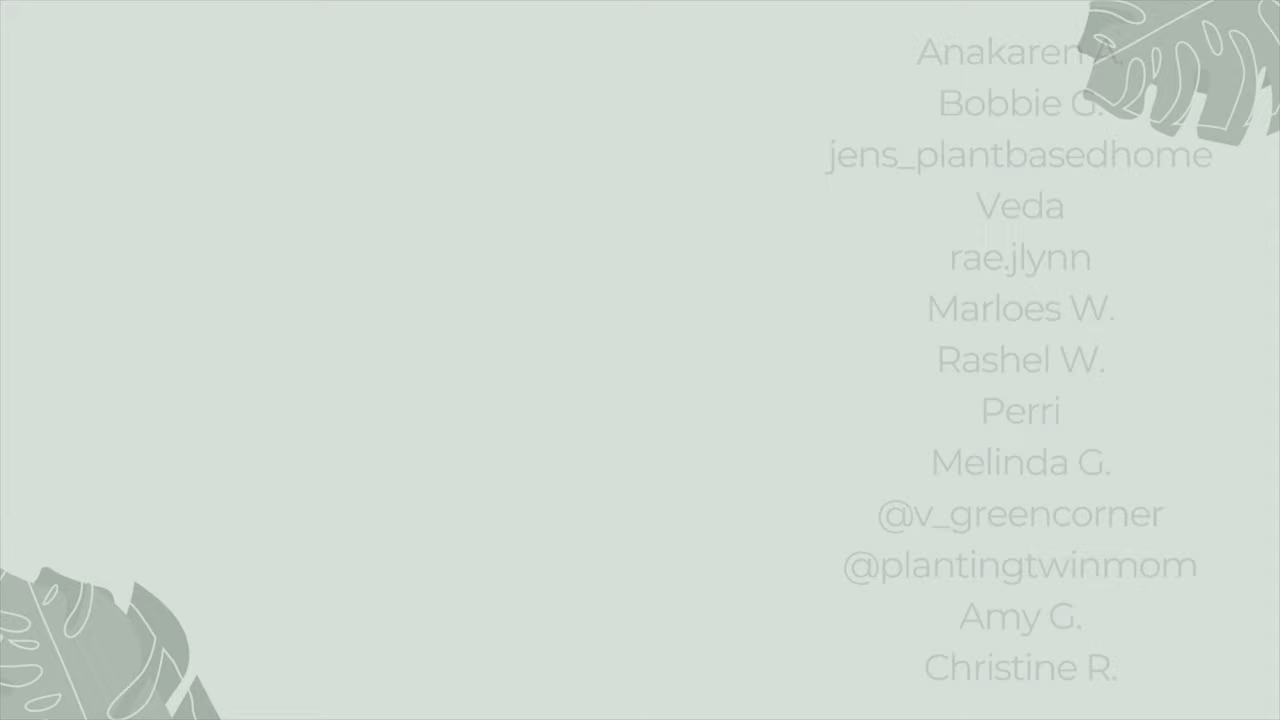 Anakaren A.
Bobbie G.
jens_plantbasedhome
Veda
rae.jlynn
Marloes W.
Rashel W.
Perri
Melinda G.
@v_greencorner
@plantingtwinmom
Amy G.
Christine R.